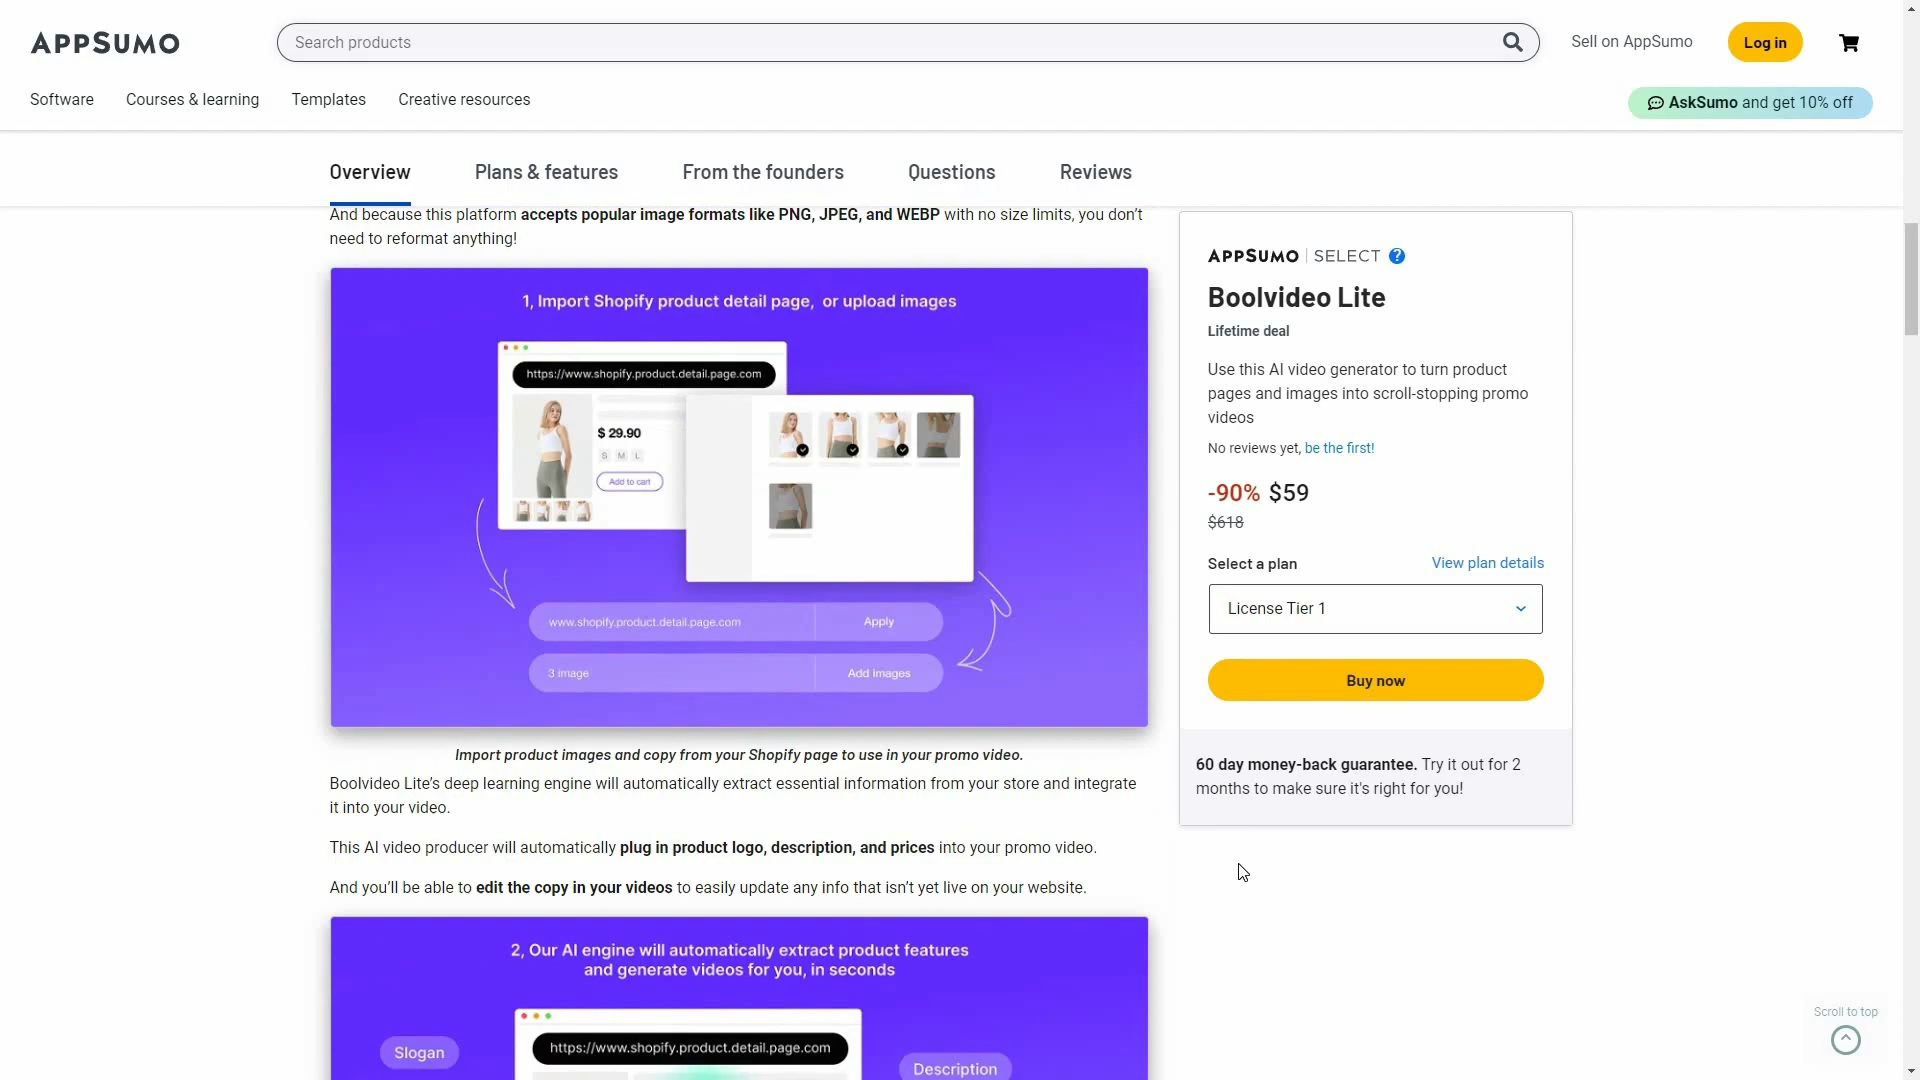 APPSUMO
Search products
Sell on AppSumo
Log in
Software
Courses & learning
Templates
Creative resources
AskSumo and get 10% off
Overview
Plans & features
From the founders
Questions
Reviews
And because this platform accepts popular image formats like PNG, JPEG, and WEBP with no size limits, you don’t
need to reformat anything!
1, Import Shopify product detail page, or upload images
https://www.shopify.product.detail.page.com
$ 29.90
S M L
Add to cart
www.shopify.product.detail.page.com
Apply
3 image
Add Images
Import product images and copy from your Shopify page to use in your promo video.
Boolvideo Lite’s deep learning engine will automatically extract essential information from your store and integrate
it into your video.
This AI video producer will automatically plug in product logo, description, and prices into your promo video.
And you’ll be able to edit the copy in your videos to easily update any info that isn’t yet live on your website.
2, Our AI engine will automatically extract product features
and generate videos for you, in seconds
Slogan
https://www.shopify.product.detail.page.com
Description
APPSUMO | SELECT ?
Boolvideo Lite
Lifetime deal
Use this AI video generator to turn product
pages and images into scroll-stopping promo
videos
No reviews yet, be the first!
-90% $59
$618
Select a plan
View plan details
License Tier 1
Buy now
60 day money-back guarantee. Try it out for 2
months to make sure it's right for you!
Scroll to top